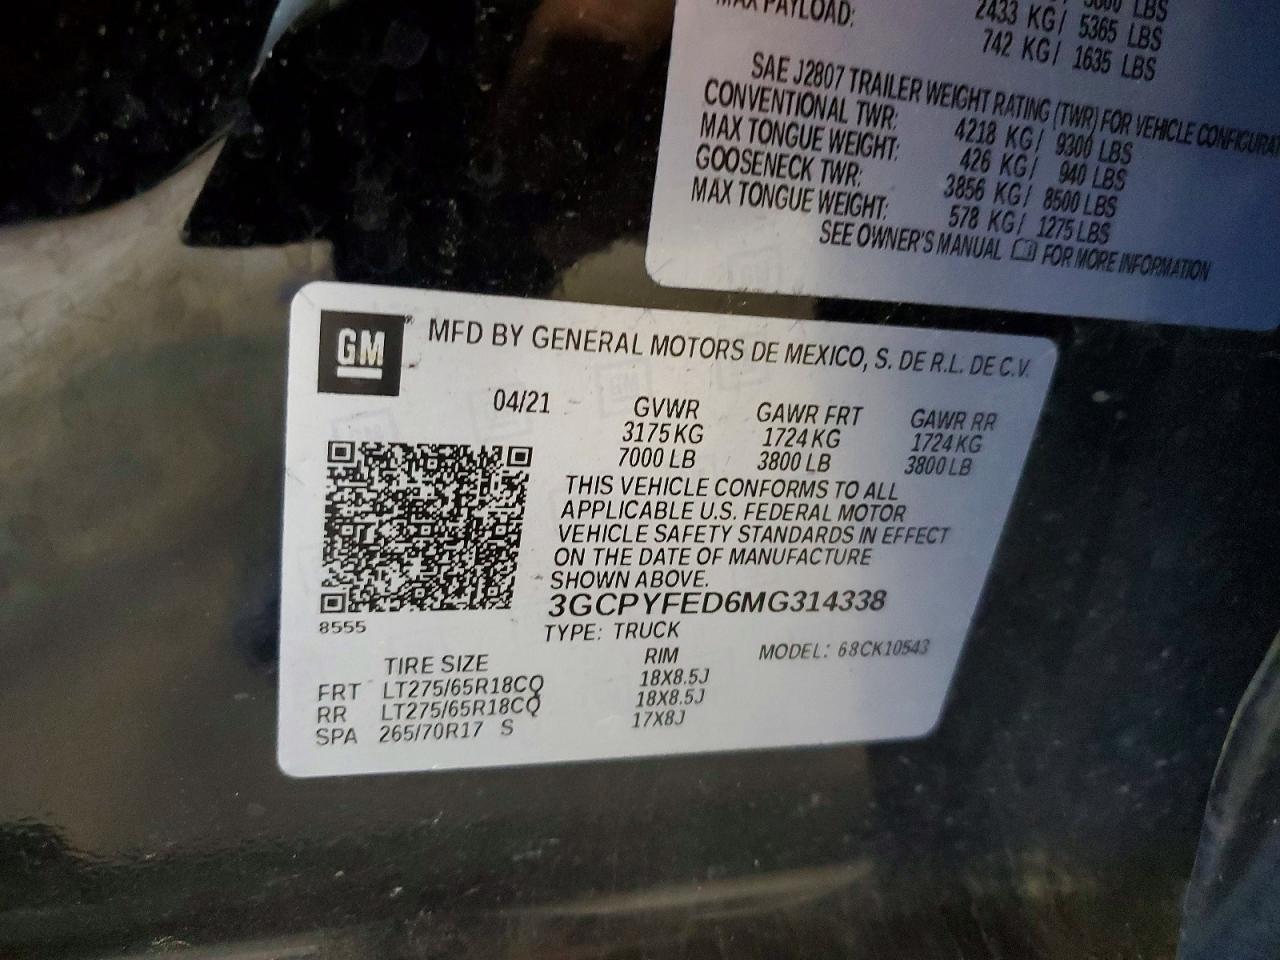 MAX PAYLOAD:
2433 KG/ 5365 LBS
742 KG/ 1635 LBS
SAE J2807 TRAILER WEIGHT RATING (TWR) FOR VEHICLE
CONVENTIONAL TWR: 4218 KG/ 9300 LBS
MAX TONGUE WEIGHT: 426 KG/ 940 LBS
GOOSENECK TWR: 3856 KG/ 8500 LBS
MAX TONGUE WEIGHT: 578 KG/ 1275 LBS
SEE OWNER'S MANUAL FOR MORE INFORMATION
GM MFD BY GENERAL MOTORS DE MEXICO, S. DE R.L. DE C.V.
04/21 GVWR GAWR FRT GAWR RR
3175 KG 1724 KG 1724 KG
7000 LB 3800 LB 3800 LB
THIS VEHICLE CONFORMS TO ALL
APPLICABLE U.S. FEDERAL MOTOR
VEHICLE SAFETY STANDARDS IN EFFECT
ON THE DATE OF MANUFACTURE
SHOWN ABOVE.
3GCPYFED6MG314338
8555 TYPE: TRUCK MODEL: 68CK10543
TIRE SIZE RIM
FRT LT275/65R18CQ 18X8.5J
RR LT275/65R18CQ 18X8.5J
SPA 265/70R17 S 17X8J